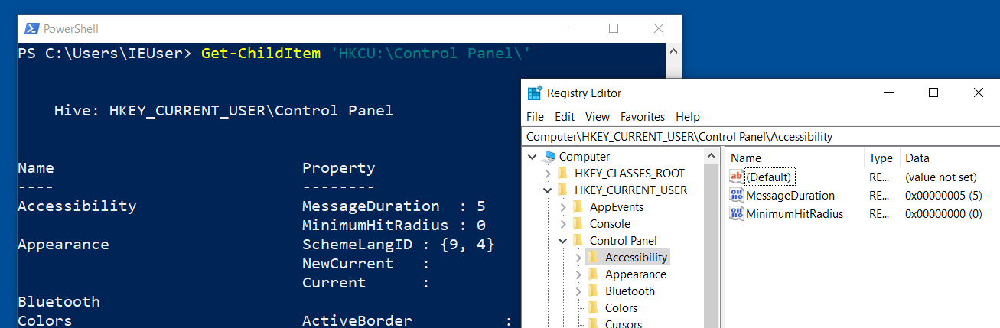 PowerShell
PS C:\Users\IEUser> Get-ChildItem 'HKCU:\Control Panel\'
Hive: HKEY_CURRENT_USER\Control Panel
Name Property
---- --------
Accessibility MessageDuration : 5
MinimumHitRadius : 0
Appearance SchemeLangID : {9, 4}
NewCurrent :
Current :
Bluetooth
Colors ActiveBorder :
Registry Editor
File Edit View Favorites Help
Computer\HKEY_CURRENT_USER\Control Panel\Accessibility
Computer
HKEY_CLASSES_ROOT
HKEY_CURRENT_USER
AppEvents
Console
Control Panel
Accessibility
Appearance
Bluetooth
Colors
Cursors
Name Type Data
(Default) RE... (value not set)
MessageDuration RE... 0x00000005 (5)
MinimumHitRadius RE... 0x00000000 (0)